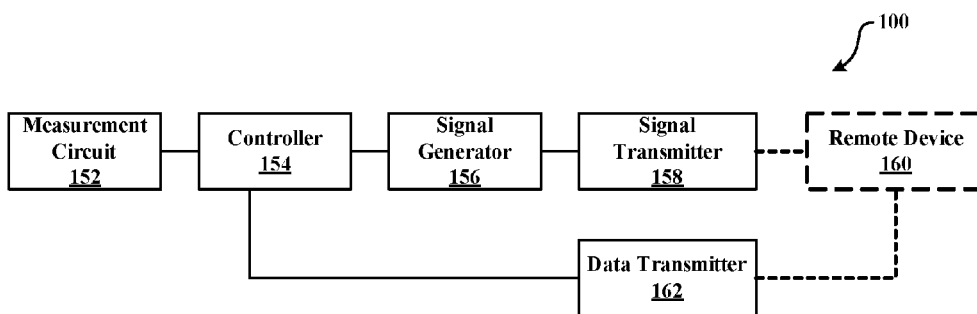 100
Measurement
Circuit
152
Controller
154
Signal
Generator
156
Signal
Transmitter
158
Remote Device
160
Data Transmitter
162